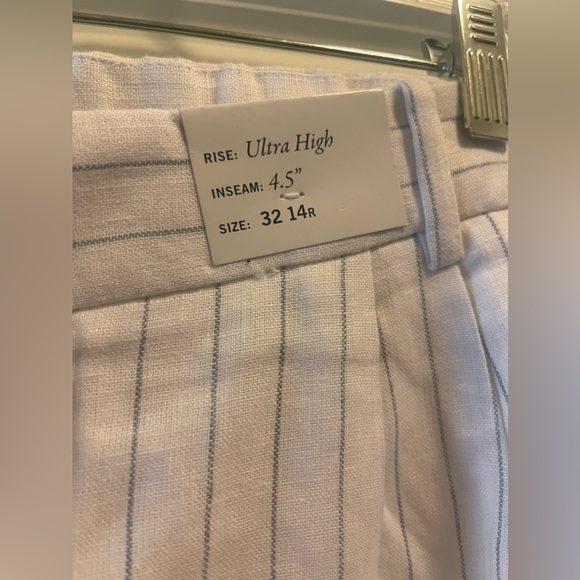 RISE: Ultra High
INSEAM: 4.5"
SIZE: 32 14R